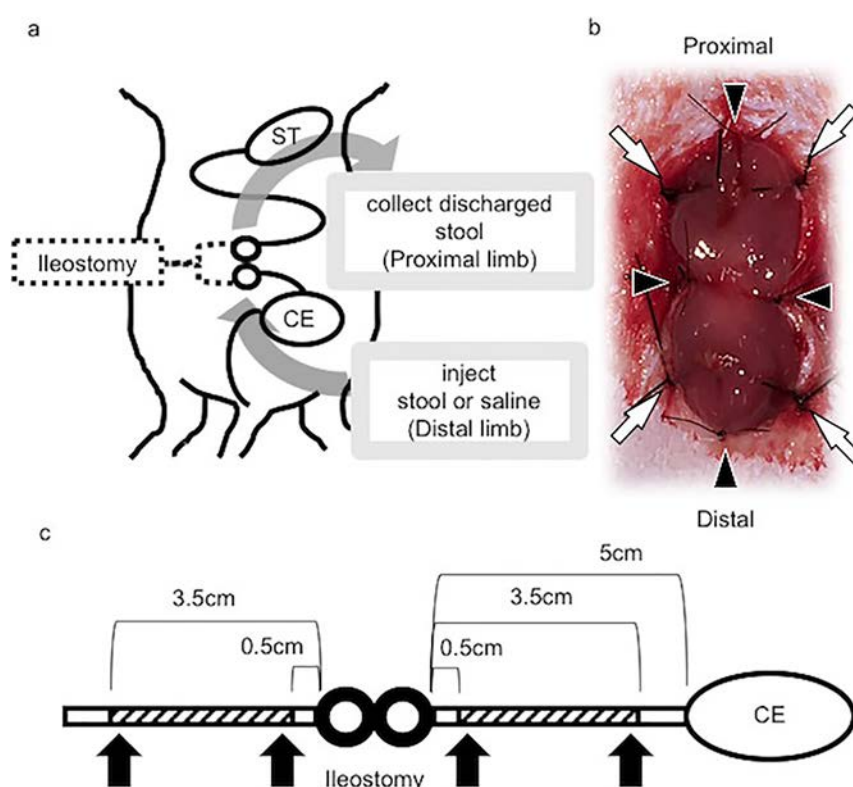 a
ST
collect discharged
stool
(Proximal limb)
Ileostomy
CE
inject
stool or saline
(Distal limb)
b
Proximal
Distal
c
5cm
3.5cm
3.5cm
0.5cm
0.5cm
CE
Ileostomy